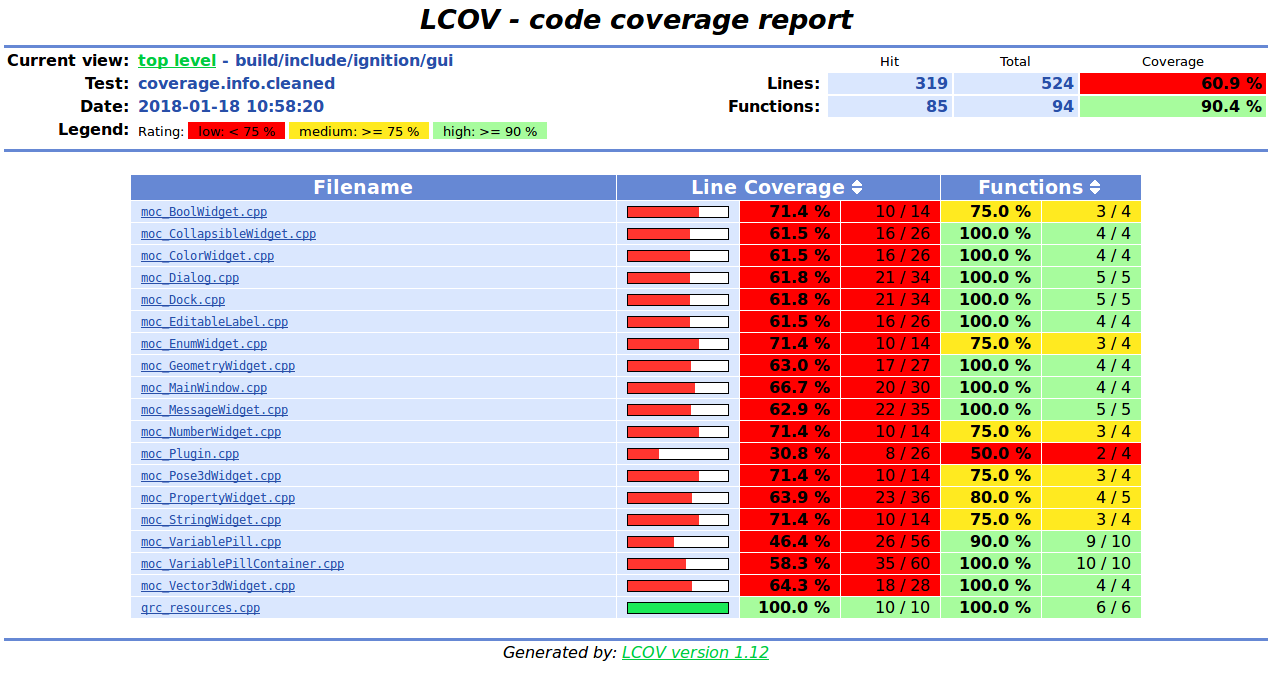 LCOV - code coverage report
Current view: top level - build/include/ignition/gui
Hit Total Coverage
Test: coverage.info.cleaned
Lines: 319 524 60.9 %
Date: 2018-01-18 10:58:20
Functions: 85 94 90.4 %
Legend: Rating: low: < 75 % medium: >= 75 % high: >= 90 %
Filename Line Coverage Functions
moc_BoolWidget.cpp 71.4 % 10 / 14 75.0 % 3 / 4
moc_CollapsibleWidget.cpp 61.5 % 16 / 26 100.0 % 4 / 4
moc_ColorWidget.cpp 61.5 % 16 / 26 100.0 % 4 / 4
moc_Dialog.cpp 61.8 % 21 / 34 100.0 % 5 / 5
moc_Dock.cpp 61.8 % 21 / 34 100.0 % 5 / 5
moc_EditableLabel.cpp 61.5 % 16 / 26 100.0 % 4 / 4
moc_EnumWidget.cpp 71.4 % 10 / 14 75.0 % 3 / 4
moc_GeometryWidget.cpp 63.0 % 17 / 27 100.0 % 4 / 4
moc_MainWindow.cpp 66.7 % 20 / 30 100.0 % 4 / 4
moc_MessageWidget.cpp 62.9 % 22 / 35 100.0 % 5 / 5
moc_NumberWidget.cpp 71.4 % 10 / 14 75.0 % 3 / 4
moc_Plugin.cpp 30.8 % 8 / 26 50.0 % 2 / 4
moc_Pose3dWidget.cpp 71.4 % 10 / 14 75.0 % 3 / 4
moc_PropertyWidget.cpp 63.9 % 23 / 36 80.0 % 4 / 5
moc_StringWidget.cpp 71.4 % 10 / 14 75.0 % 3 / 4
moc_VariablePill.cpp 46.4 % 26 / 56 90.0 % 9 / 10
moc_VariablePillContainer.cpp 58.3 % 35 / 60 100.0 % 10 / 10
moc_Vector3dWidget.cpp 64.3 % 18 / 28 100.0 % 4 / 4
qrc_resources.cpp 100.0 % 10 / 10 100.0 % 6 / 6
Generated by: LCOV version 1.12